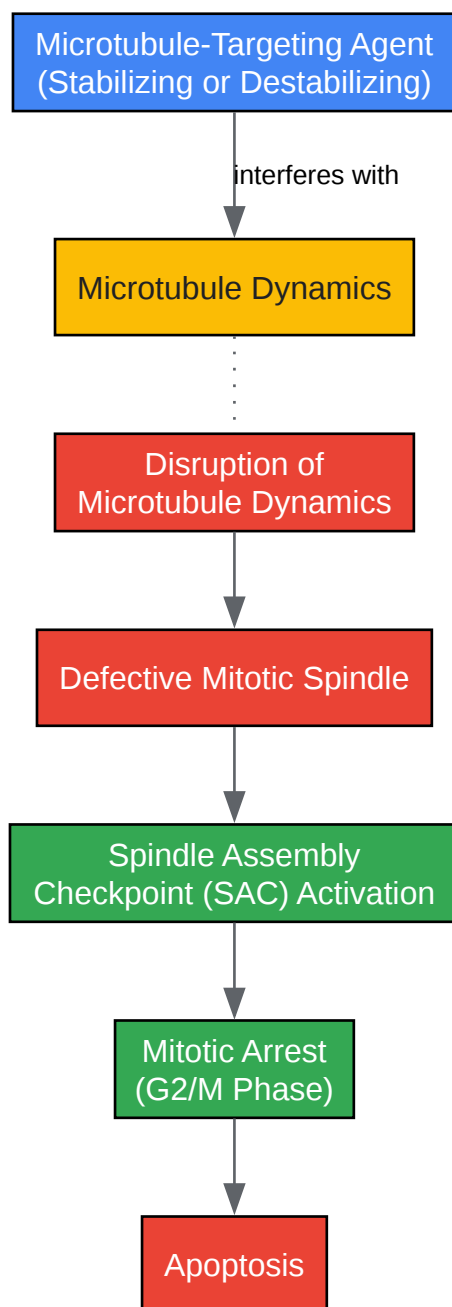 Microtubule-Targeting Agent
(Stabilizing or Destabilizing)
interferes with
Microtubule Dynamics
Disruption of
Microtubule Dynamics
Defective Mitotic Spindle
Spindle Assembly
Checkpoint (SAC) Activation
Mitotic Arrest
(G2/M Phase)
Apoptosis